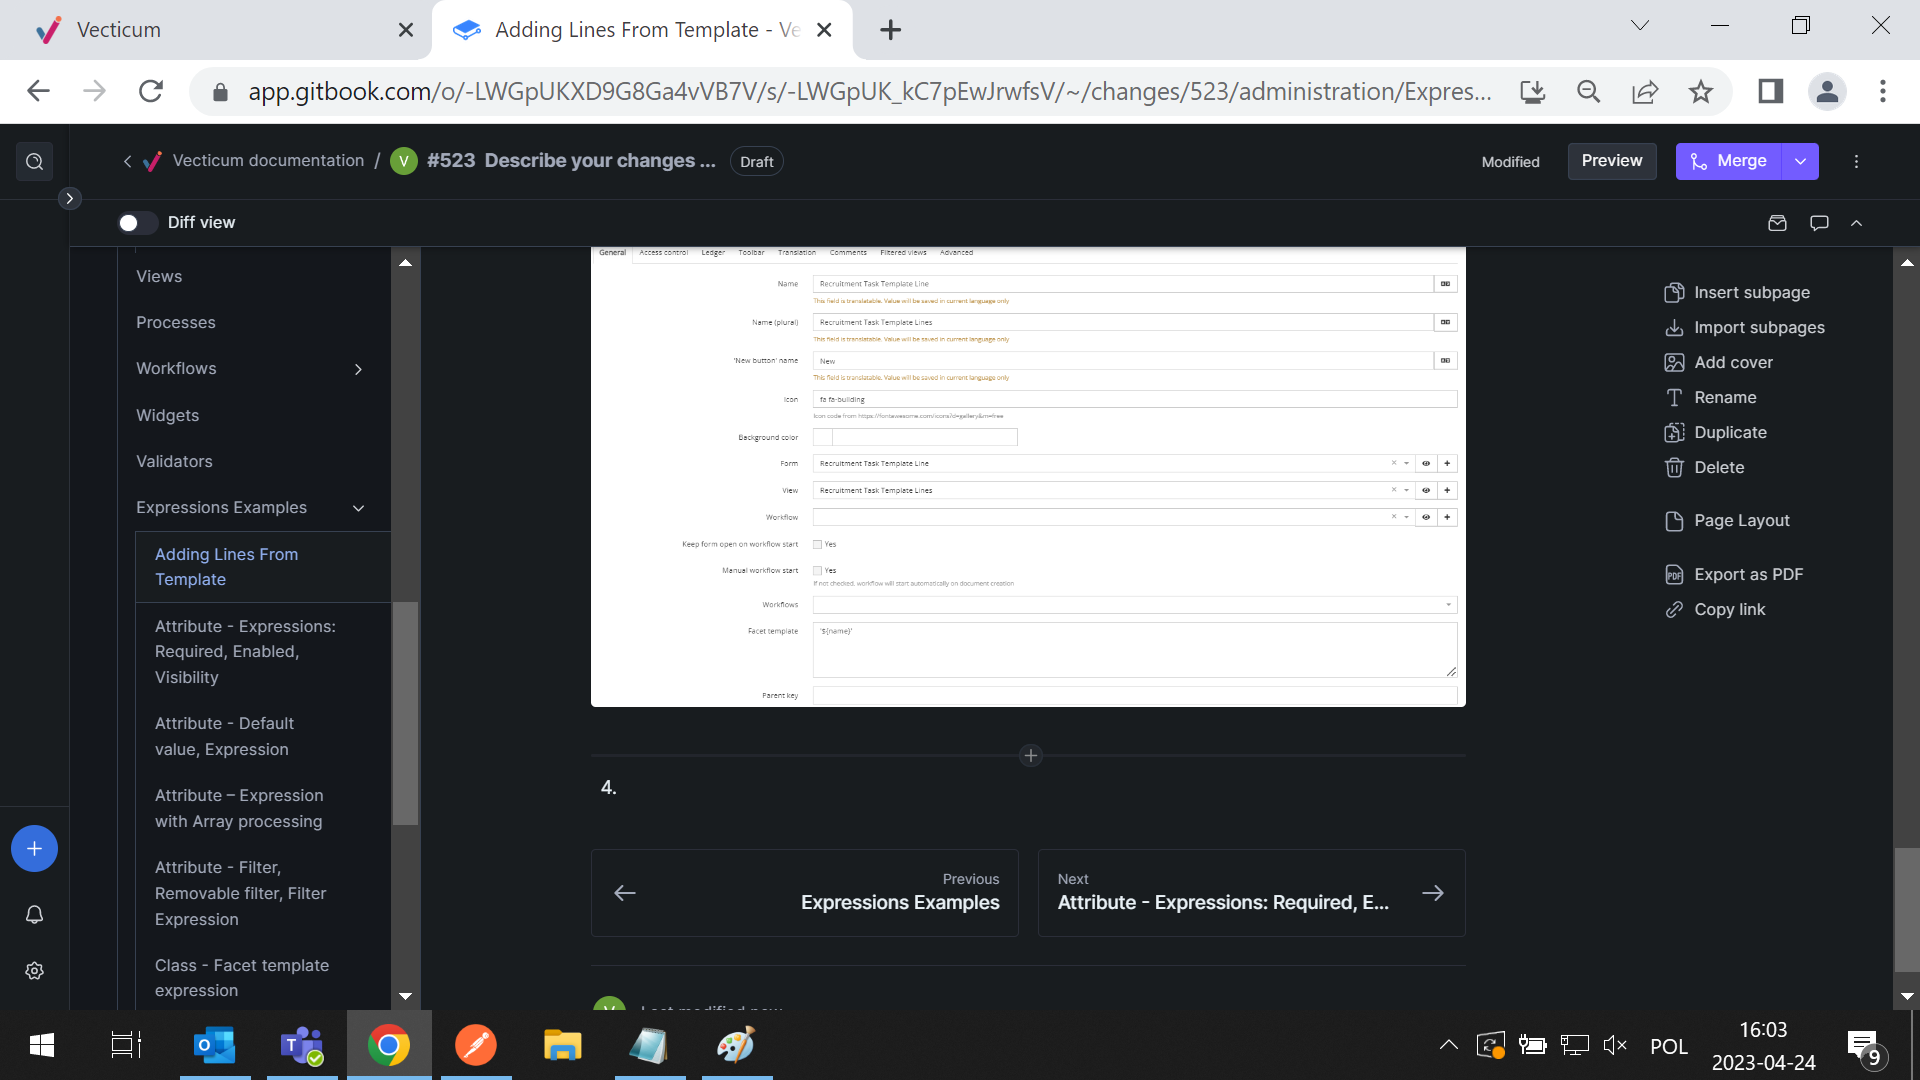 Vecticum
Adding Lines From Template - Ve
app.gitbook.com/o/-LWGpUKXD9G8Ga4vVB7V/s/-LWGpUK_kC7pEwJrwfsV/~/changes/523/administration/Expres...
Vecticum documentation / V #523 Describe your changes ... Draft
Modified
Preview
Merge
Diff view
Views
Processes
Workflows
Widgets
Validators
Expressions Examples
Adding Lines From
Template
Attribute - Expressions:
Required, Enabled,
Visibility
Attribute - Default
value, Expression
Attribute – Expression
with Array processing
Attribute - Filter,
Removable filter, Filter
Expression
Class - Facet template
expression
General Access control Ledger Toolbar Translation Comments Filtered views Advanced
Name Recruitment Task Template Line
This field is translatable. Value will be saved in current language only
Name (plural) Recruitment Task Template Lines
This field is translatable. Value will be saved in current language only
'New button' name New
This field is translatable. Value will be saved in current language only
Icon fa fa-building
Icon code from https://fontawesome.com/icons?d=gallery&m=free
Background color
Form Recruitment Task Template Line
View Recruitment Task Template Lines
Workflow
Keep form open on workflow start Yes
Manual workflow start Yes
If not checked, workflow will start automatically on document creation
Workflows
Facet template '${name}'
Parent key
4.
Previous
Expressions Examples
Next
Attribute - Expressions: Required, E...
Last modified now
Insert subpage
Import subpages
Add cover
Rename
Duplicate
Delete
Page Layout
PDF Export as PDF
Copy link
POL
16:03
2023-04-24
9